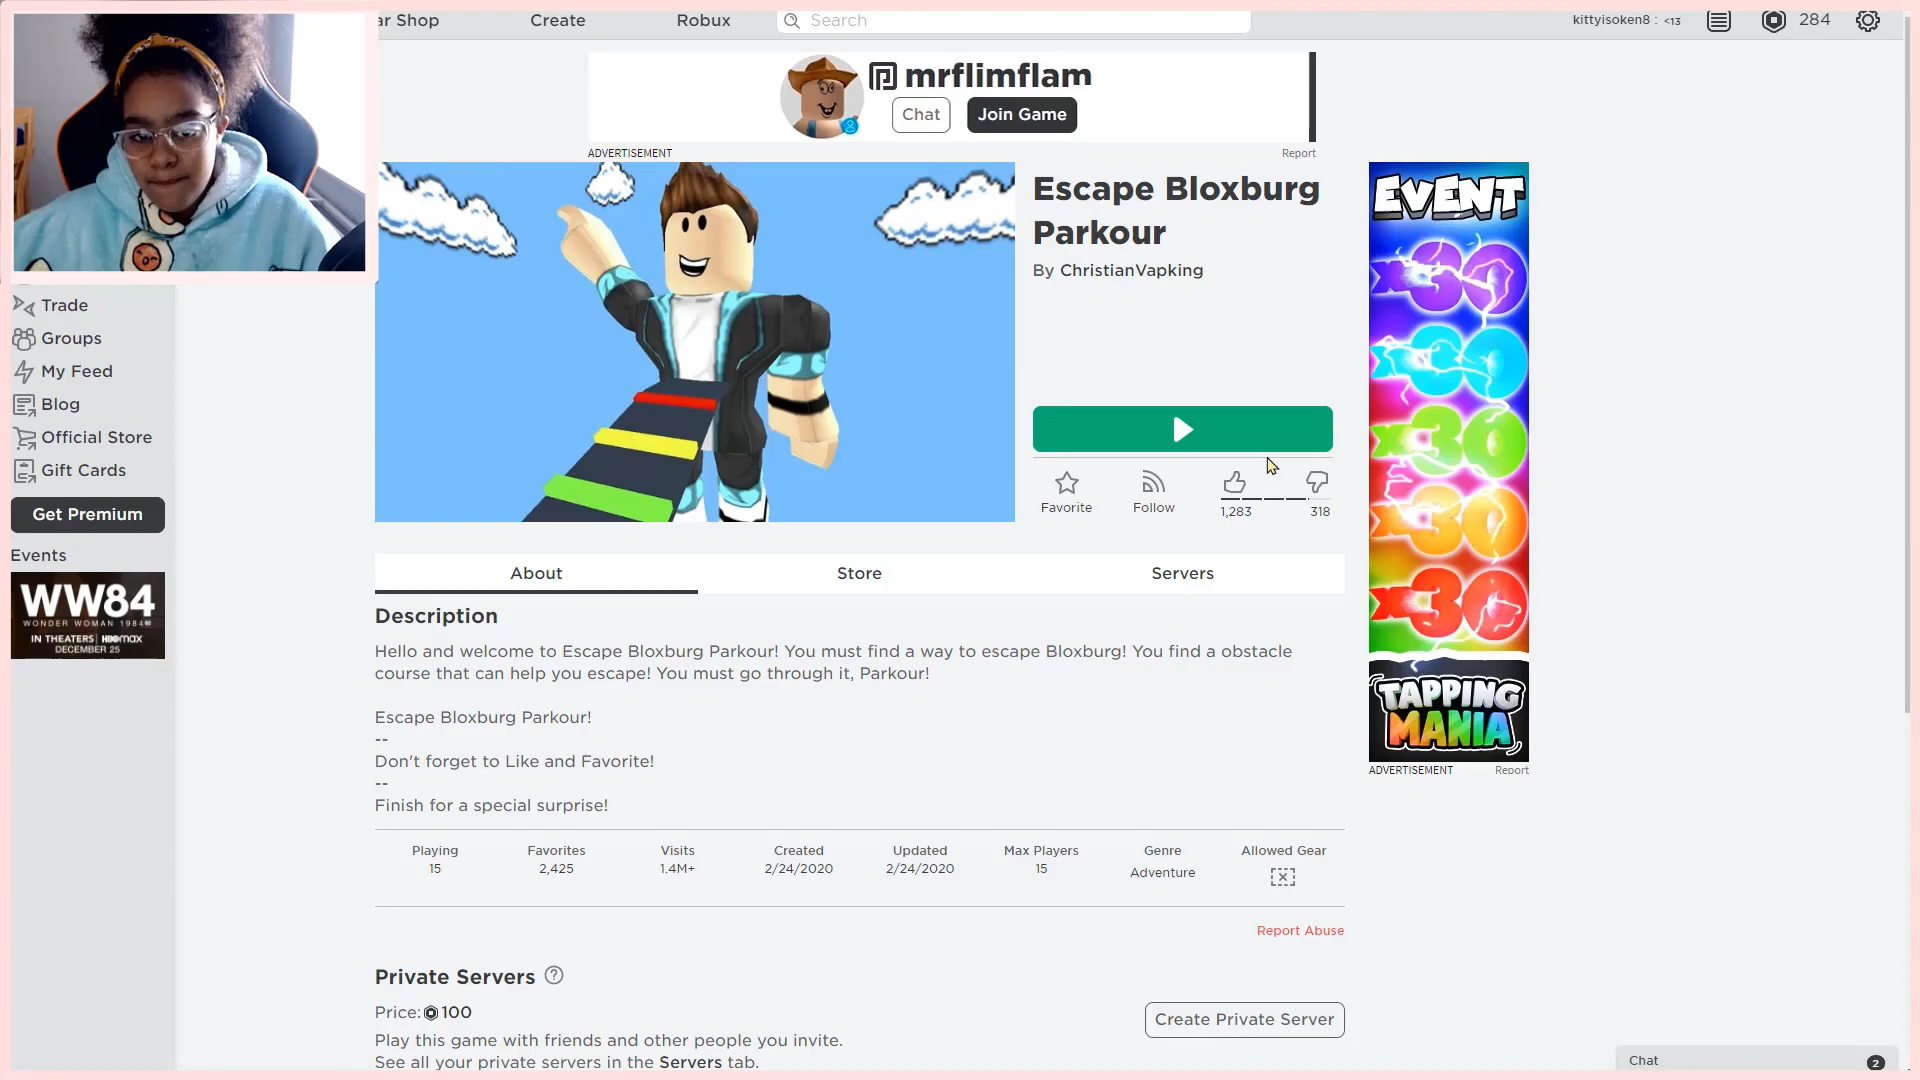 ar Shop
Create
Robux
Search
kittyisoken8 : <13
284
mrflimflam
Chat
Join Game
ADVERTISEMENT
Report
Escape Bloxburg
Parkour
By ChristianVapking
Trade
Groups
My Feed
Blog
Official Store
Gift Cards
Get Premium
Events
WW84
WONDER WOMAN 1984
IN THEATERS HBOmax
DECEMBER 25
Favorite
Follow
1,283
318
EVENT
x30
x30
x30
x30
x30
TAPPING
MANIA
ADVERTISEMENT
Report
About
Store
Servers
Description
Hello and welcome to Escape Bloxburg Parkour! You must find a way to escape Bloxburg! You find a obstacle
course that can help you escape! You must go through it, Parkour!
Escape Bloxburg Parkour!
--
Don't forget to Like and Favorite!
--
Finish for a special surprise!
Playing
Favorites
Visits
Created
Updated
Max Players
Genre
Allowed Gear
15
2,425
1.4M+
2/24/2020
2/24/2020
15
Adventure
Report Abuse
Private Servers
Price: 100
Create Private Server
Play this game with friends and other people you invite.
See all your private servers in the Servers tab.
Chat
2